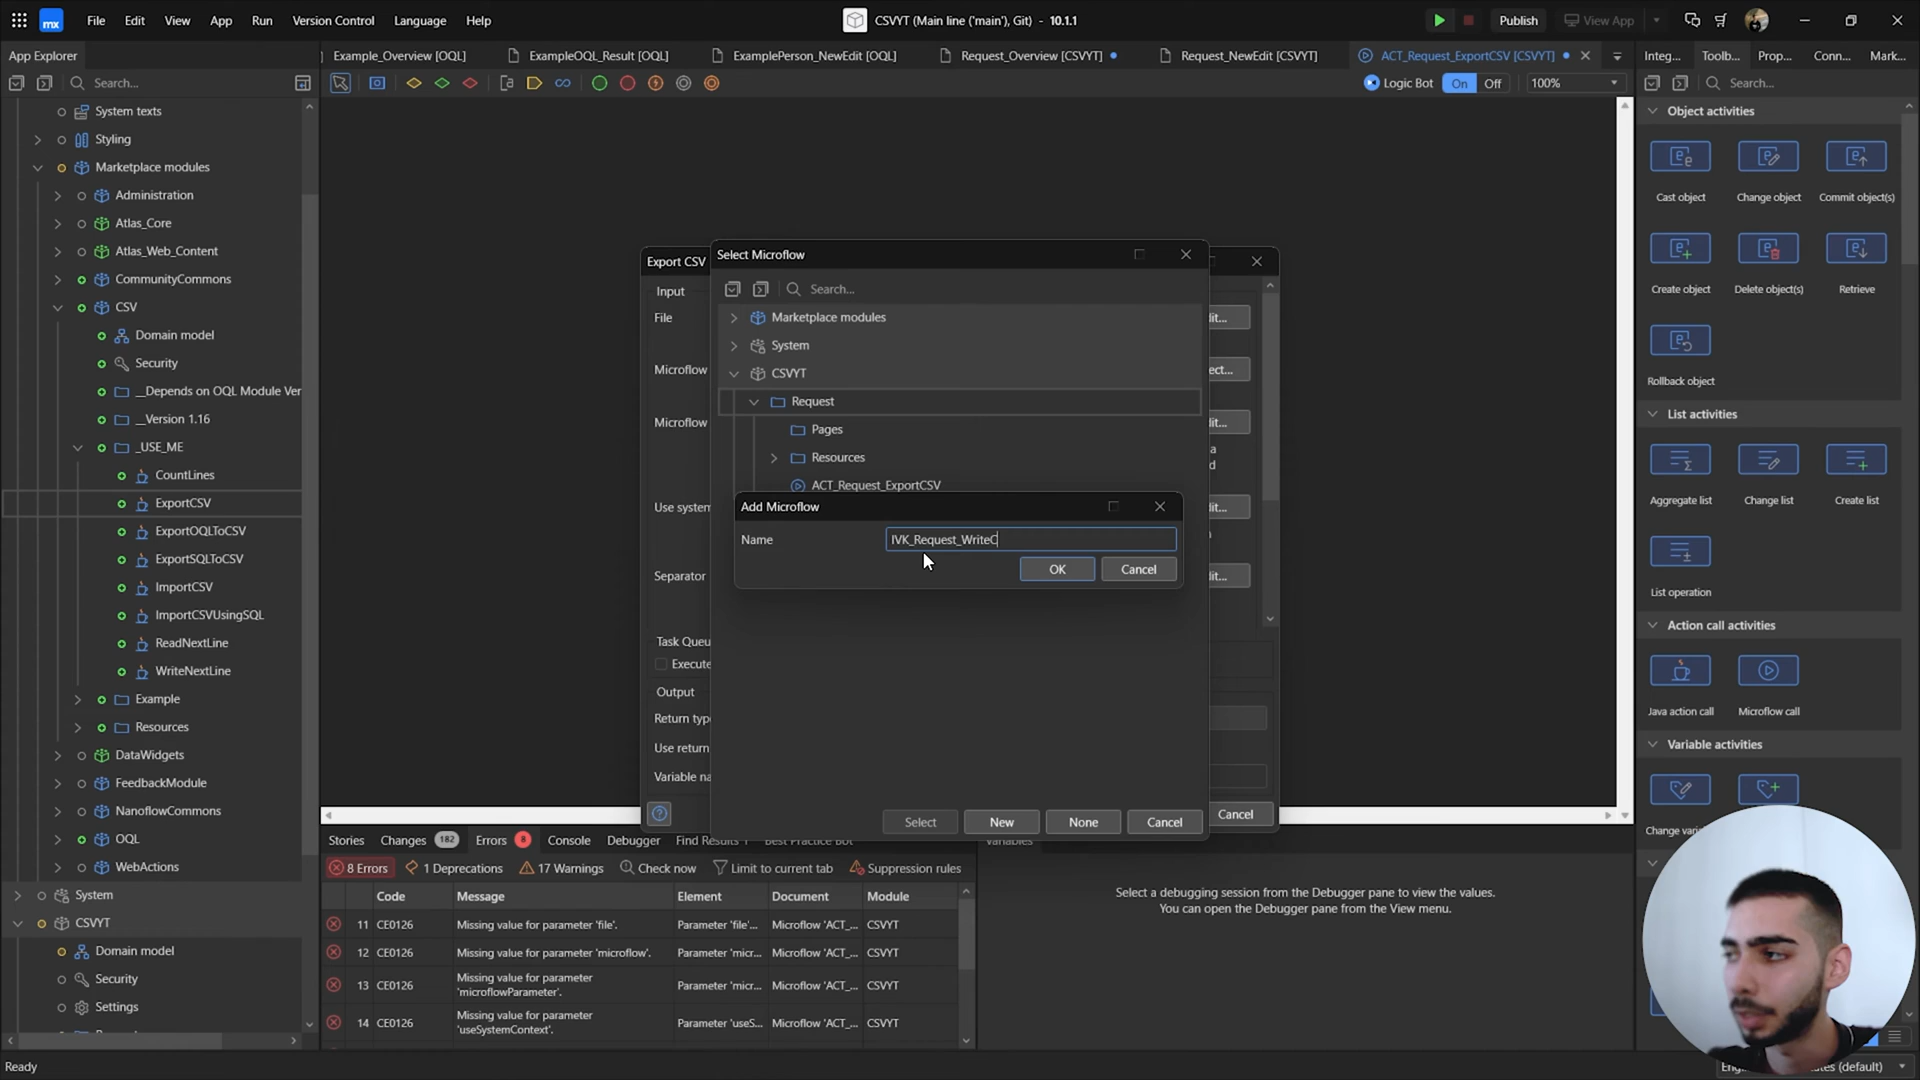 File Edit View App Run Version Control Language Help
CSVYT (Main line ('main'), Git) - 10.1.1
Publish
View App
App Explorer
Example_Overview [OQL]
ExampleOQL_Result [OQL]
ExamplePerson_NewEdit [OQL]
Request_Overview [CSVYT]
Request_NewEdit [CSVYT]
ACT_Request_ExportCSV [CSVYT]
Integ...
Toolb...
Prop...
Conn...
Mark...
Search...
Logic Bot On Off
100%
Search...
System texts
Styling
Marketplace modules
Administration
Atlas_Core
Atlas_Web_Content
CommunityCommons
CSV
Domain model
Security
__Depends on OQL Module Ver
__Version 1.16
_USE_ME
CountLines
ExportCSV
ExportOQLToCSV
ExportSQLToCSV
ImportCSV
ImportCSVUsingSQL
ReadNextLine
WriteNextLine
Example
Resources
DataWidgets
FeedbackModule
NanoflowCommons
OQL
WebActions
System
CSVYT
Domain model
Security
Settings
Ready
Export CSV
Input
File
Microflow
Microflow
Use system
Separator
Task Queu
Execute
Output
Return type
Use return
Variable na
Cancel
Select Microflow
Search...
Marketplace modules
System
CSVYT
Request
Pages
Resources
ACT_Request_ExportCSV
Add Microflow
Name
IVK_Request_WriteC
OK
Cancel
Select
New
None
Cancel
Stories
Changes 182
Errors 8
Console
Debugger
Find Results 1
Best Practice Bot
Variables
8 Errors
1 Deprecations
17 Warnings
Check now
Limit to current tab
Suppression rules
Code Message Element Document Module
11 CE0126 Missing value for parameter 'file'. Parameter 'file'... Microflow 'ACT_... CSVYT
12 CE0126 Missing value for parameter 'microflow'. Parameter 'micr... Microflow 'ACT_... CSVYT
13 CE0126 Missing value for parameter 'microflowParameter'. Parameter 'micr... Microflow 'ACT_... CSVYT
14 CE0126 Missing value for parameter 'useSystemContext'. Parameter 'useS... Microflow 'ACT_... CSVYT
Select a debugging session from the Debugger pane to view the values.
You can open the Debugger pane from the View menu.
Object activities
Cast object
Change object
Commit object(s)
Create object
Delete object(s)
Retrieve
Rollback object
List activities
Aggregate list
Change list
Create list
List operation
Action call activities
Java action call
Microflow call
Variable activities
(default)